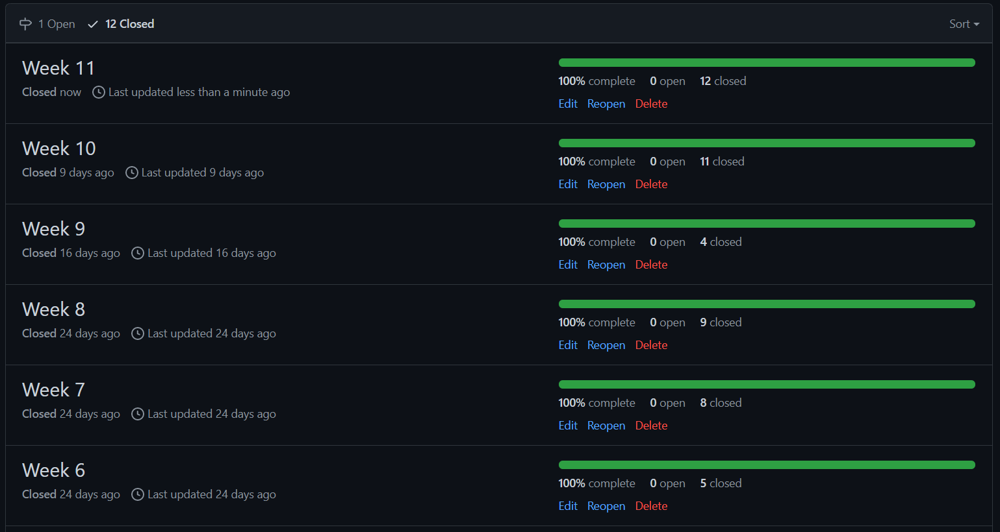 1 Open 12 Closed Sort
Week 11
Closed now Last updated less than a minute ago
100% complete 0 open 12 closed
Edit Reopen Delete
Week 10
Closed 9 days ago Last updated 9 days ago
100% complete 0 open 11 closed
Edit Reopen Delete
Week 9
Closed 16 days ago Last updated 16 days ago
100% complete 0 open 4 closed
Edit Reopen Delete
Week 8
Closed 24 days ago Last updated 24 days ago
100% complete 0 open 9 closed
Edit Reopen Delete
Week 7
Closed 24 days ago Last updated 24 days ago
100% complete 0 open 8 closed
Edit Reopen Delete
Week 6
Closed 24 days ago Last updated 24 days ago
100% complete 0 open 5 closed
Edit Reopen Delete